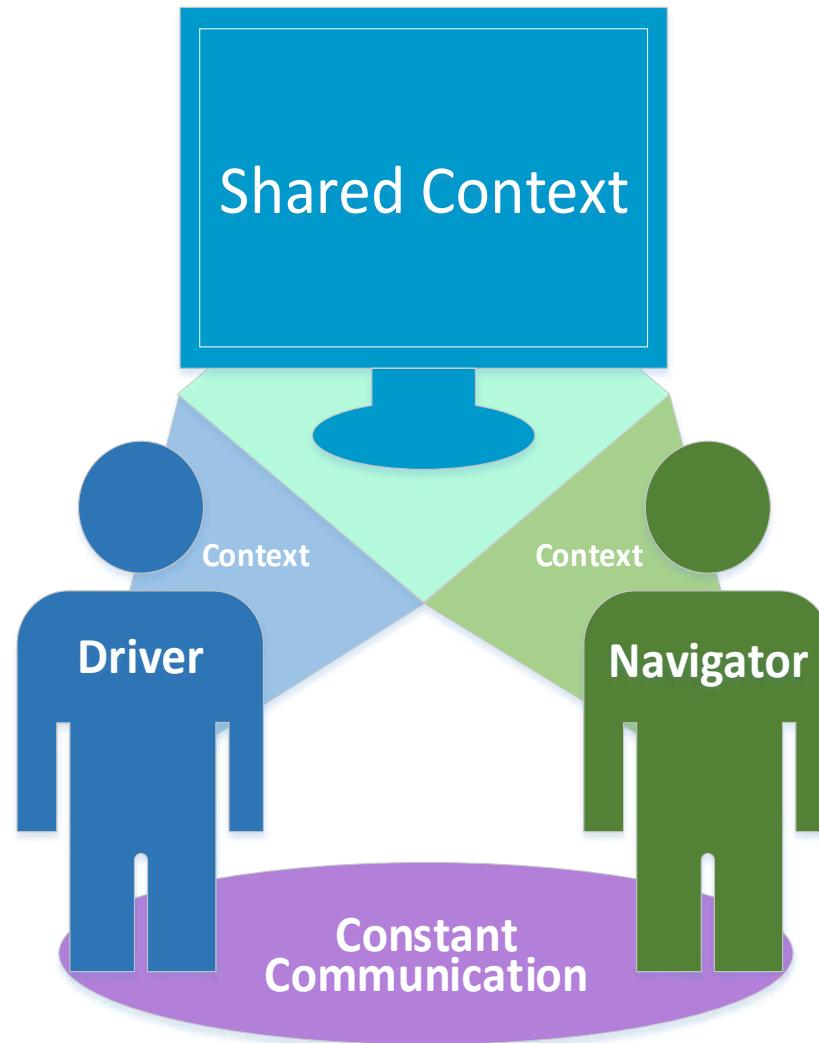 Shared Context
Context
Context
Driver
Navigator
Constant
Communication